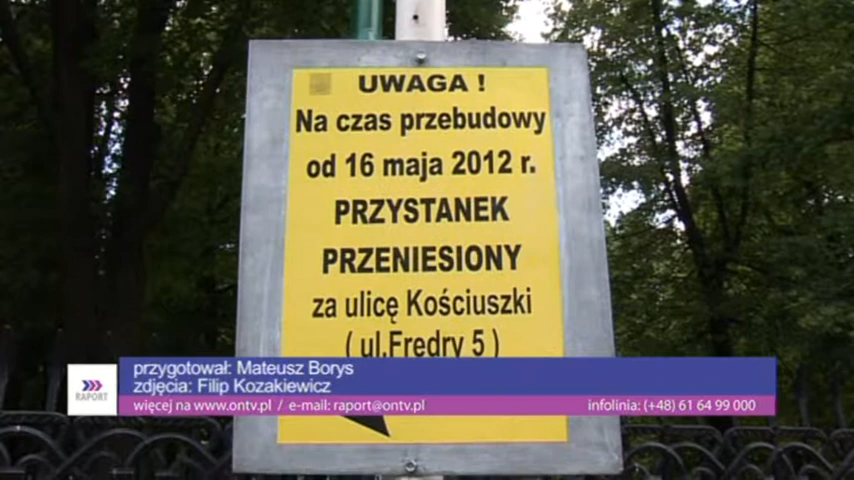 UWAGA !
Na czas przebudowy
od 16 maja 2012 r.
PRZYSTANEK
PRZENIESIONY
za ulicę Kościuszki
( ul.Fredry 5 )
przygotował: Mateusz Borys
zdjęcia: Filip Kozakiewicz
RAPORT
więcej na www.ontv.pl / e-mail: raport@ontv.pl
infolinia: (+48) 61 64 99 000